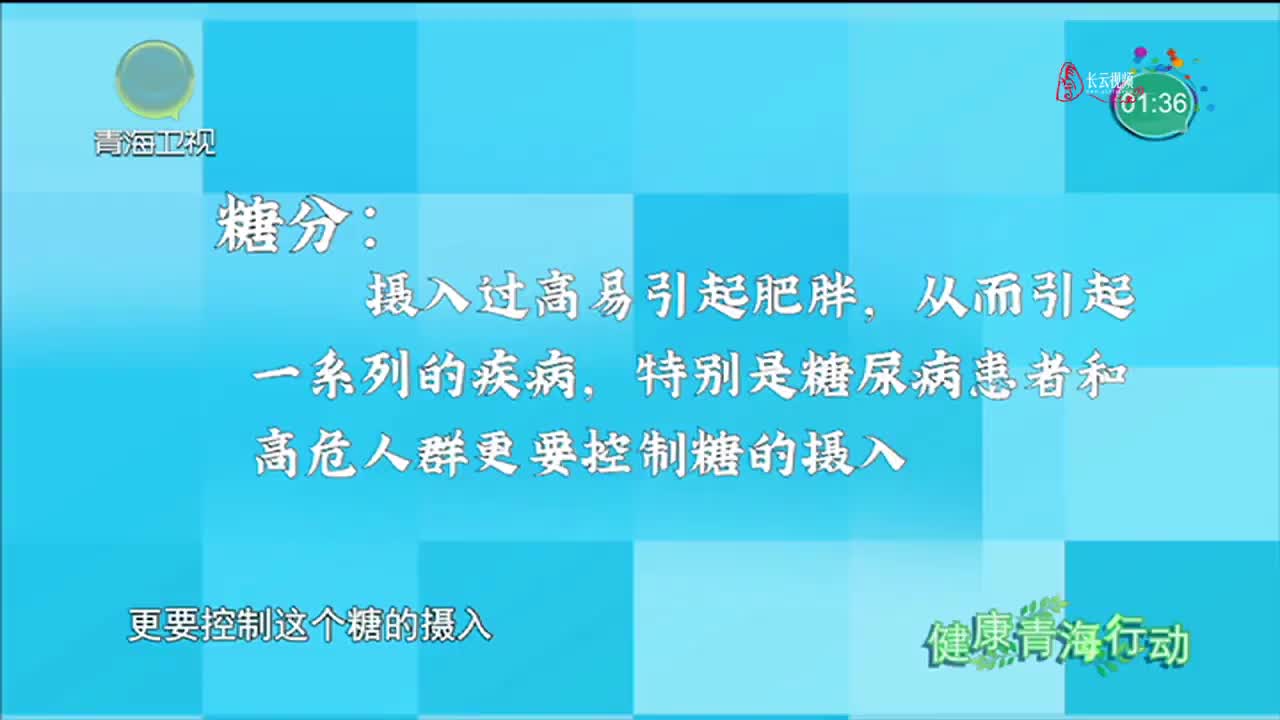 青海卫视
长云视频
01:36
糖分：
摄入过高易引起肥胖，从而引起
一系列的疾病，特别是糖尿病患者和
高危人群更要控制糖的摄入
更要控制这个糖的摄入
健康青海行动